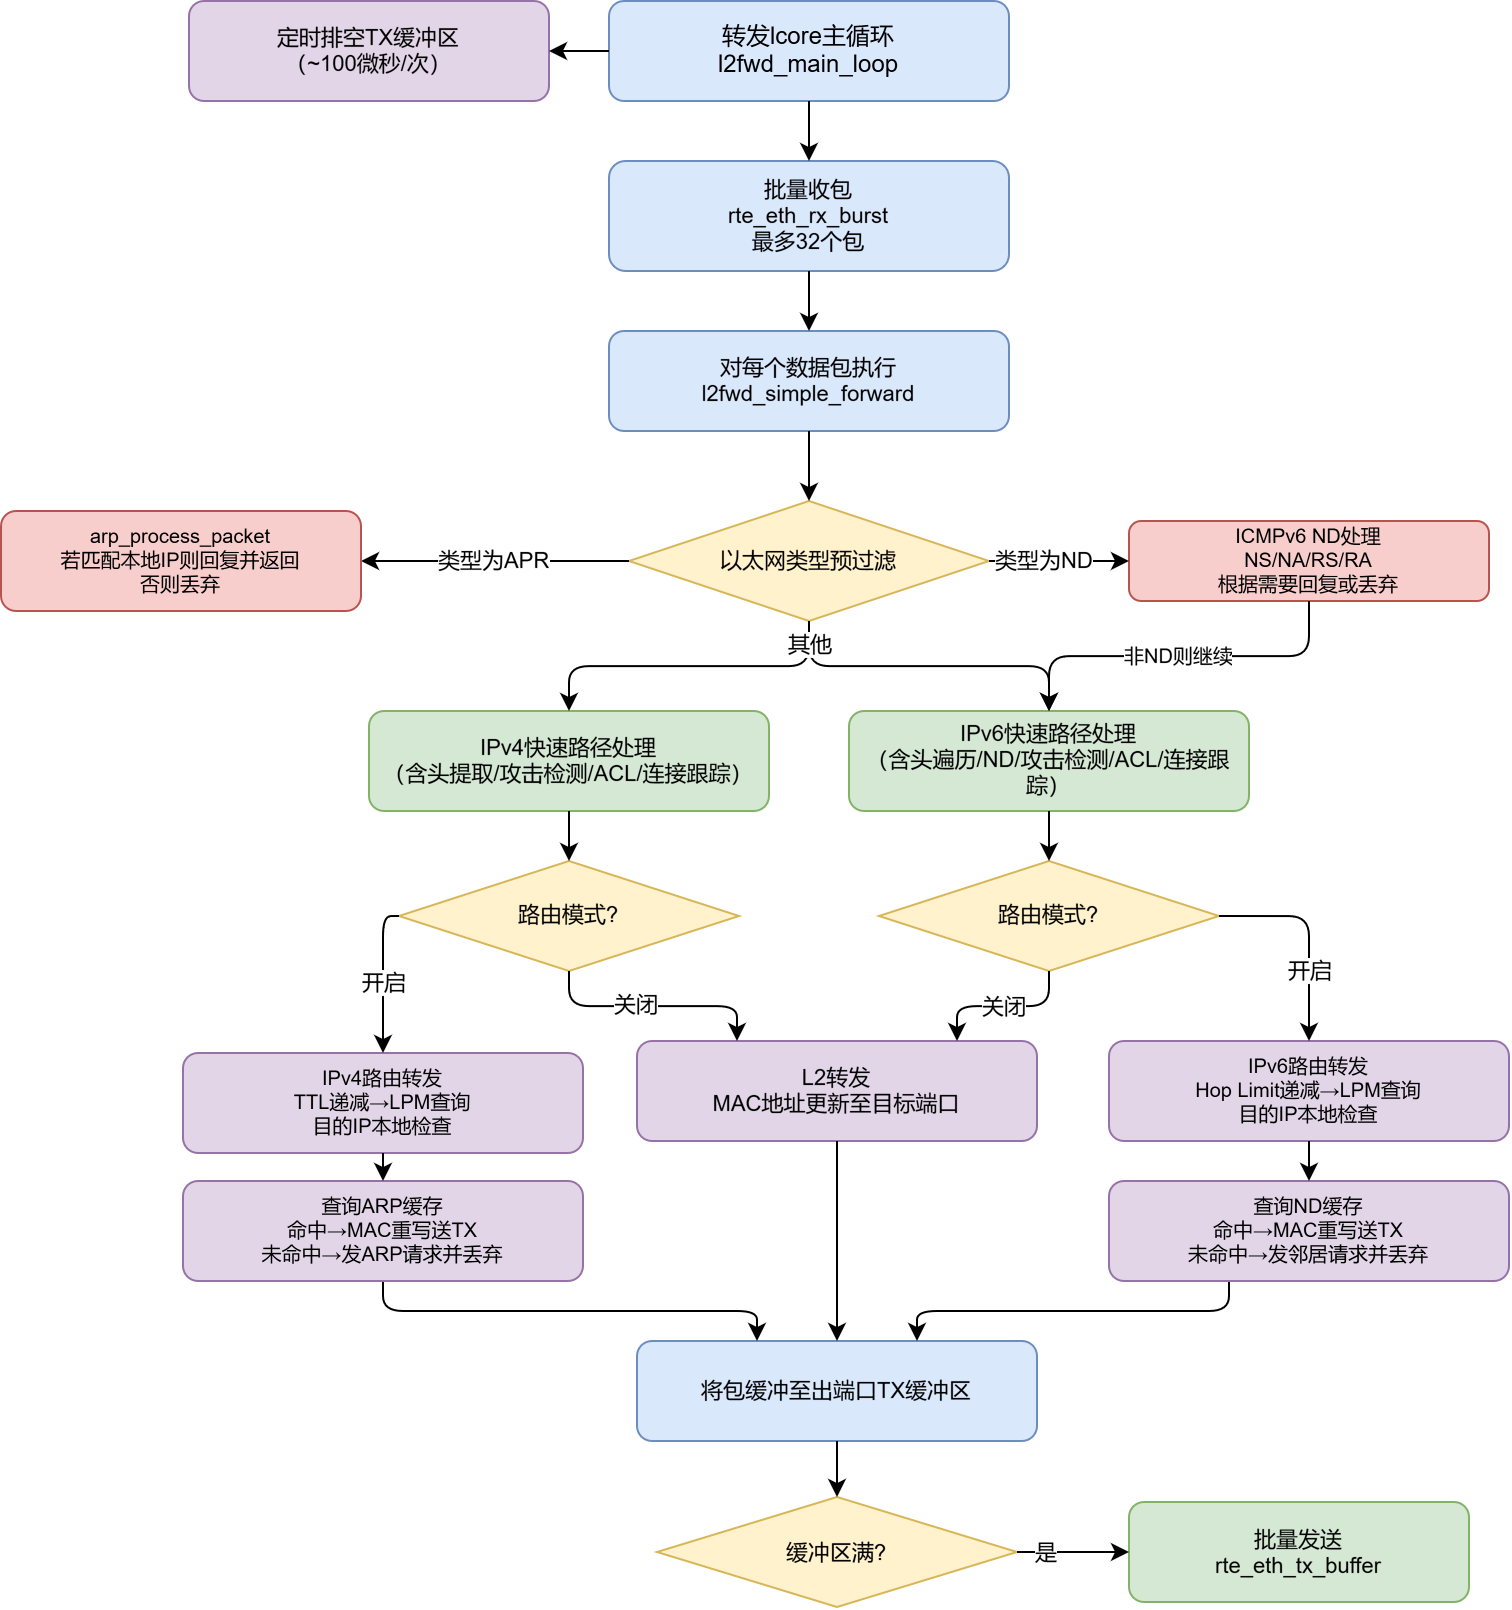 定时排空TX缓冲区
（~100微秒/次）
转发lcore主循环
l2fwd_main_loop
批量收包
rte_eth_rx_burst
最多32个包
对每个数据包执行
l2fwd_simple_forward
arp_process_packet
若匹配本地IP则回复并返回
否则丢弃
类型为APR
以太网类型预过滤
类型为ND
ICMPv6 ND处理
NS/NA/RS/RA
根据需要回复或丢弃
其他
非ND则继续
IPv4快速路径处理
（含头提取/攻击检测/ACL/连接跟踪）
IPv6快速路径处理
（含头遍历/ND/攻击检测/ACL/连接跟
踪）
路由模式?
路由模式?
开启
关闭
关闭
开启
IPv4路由转发
TTL递减→LPM查询
目的IP本地检查
L2转发
MAC地址更新至目标端口
IPv6路由转发
Hop Limit递减→LPM查询
目的IP本地检查
查询ARP缓存
命中→MAC重写送TX
未命中→发ARP请求并丢弃
查询ND缓存
命中→MAC重写送TX
未命中→发邻居请求并丢弃
将包缓冲至出端口TX缓冲区
缓冲区满?
是
批量发送
rte_eth_tx_buffer